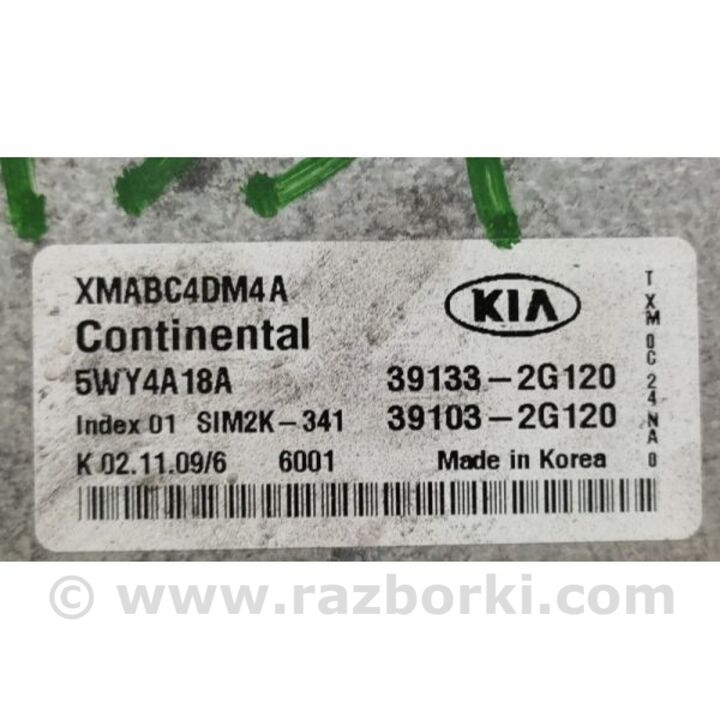 XMABC4DM4A
Continental
5WY4A18A
Index 01 SIM2K-341
K 02.11.09/6 6001
KIA
39133-2G120
39103-2G120
Made in Korea
TXM0C24NA0
© www.razborki.com